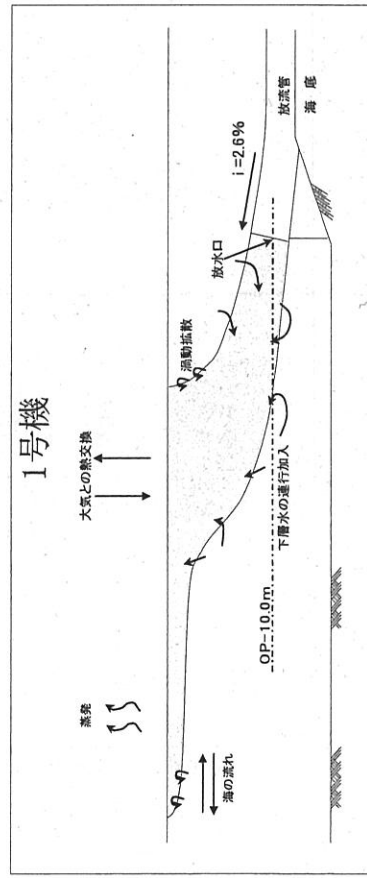 1号機
大気との熱交換
蒸発
渦動拡散
i=2.6%
放水口
放流管
海底
海の流れ
OP-10.0m
下層水の連行加入